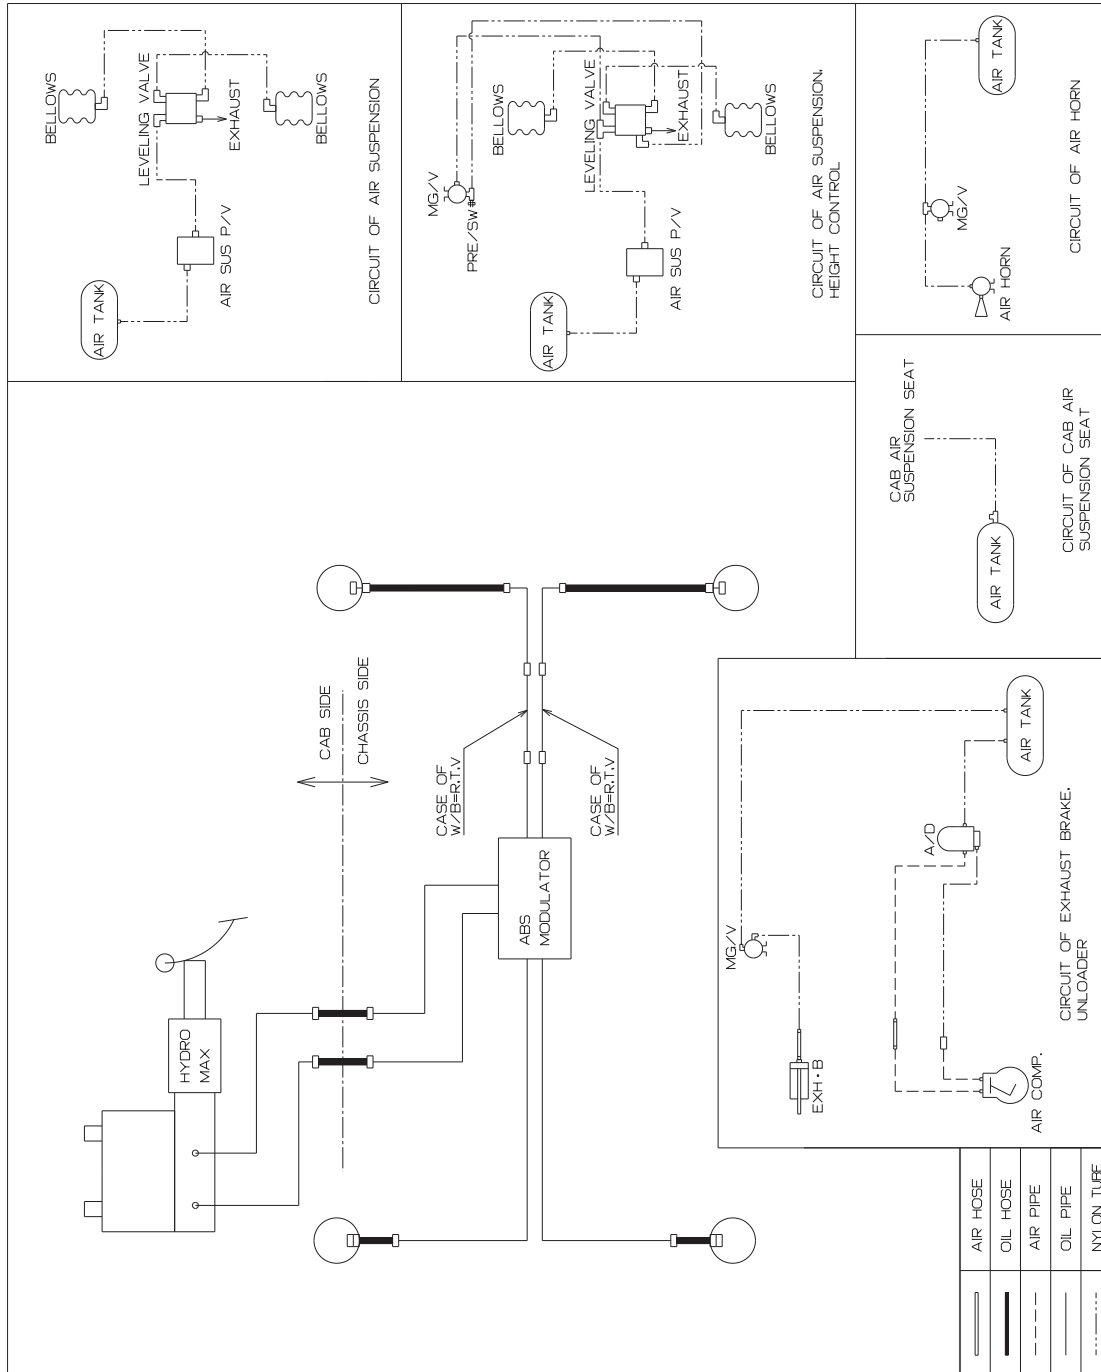 BELLOWS
LEVELING VALVE
EXHAUST
BELLOWS
AIR SUS P/V
AIR TANK
CIRCUIT OF AIR SUSPENSION
MG/V
PRE/SW
BELLOWS
LEVELING VALVE
EXHAUST
BELLOWS
AIR SUS P/V
AIR TANK
CIRCUIT OF AIR SUSPENSION,
HEIGHT CONTROL
AIR TANK
MG/V
AIR HORN
CIRCUIT OF AIR HORN
CAB AIR
SUSPENSION SEAT
AIR TANK
CIRCUIT OF CAB AIR
SUSPENSION SEAT
HYDRO
MAX
CAB SIDE
CHASSIS SIDE
CASE OF
W/B=R.T.V
CASE OF
W/B=R.T.V
ABS
MODULATOR
MG/V
EXH·B
A/D
AIR TANK
AIR COMP.
CIRCUIT OF EXHAUST BRAKE.
UNLOADER
AIR HOSE
OIL HOSE
AIR PIPE
OIL PIPE
NYLON TUBE